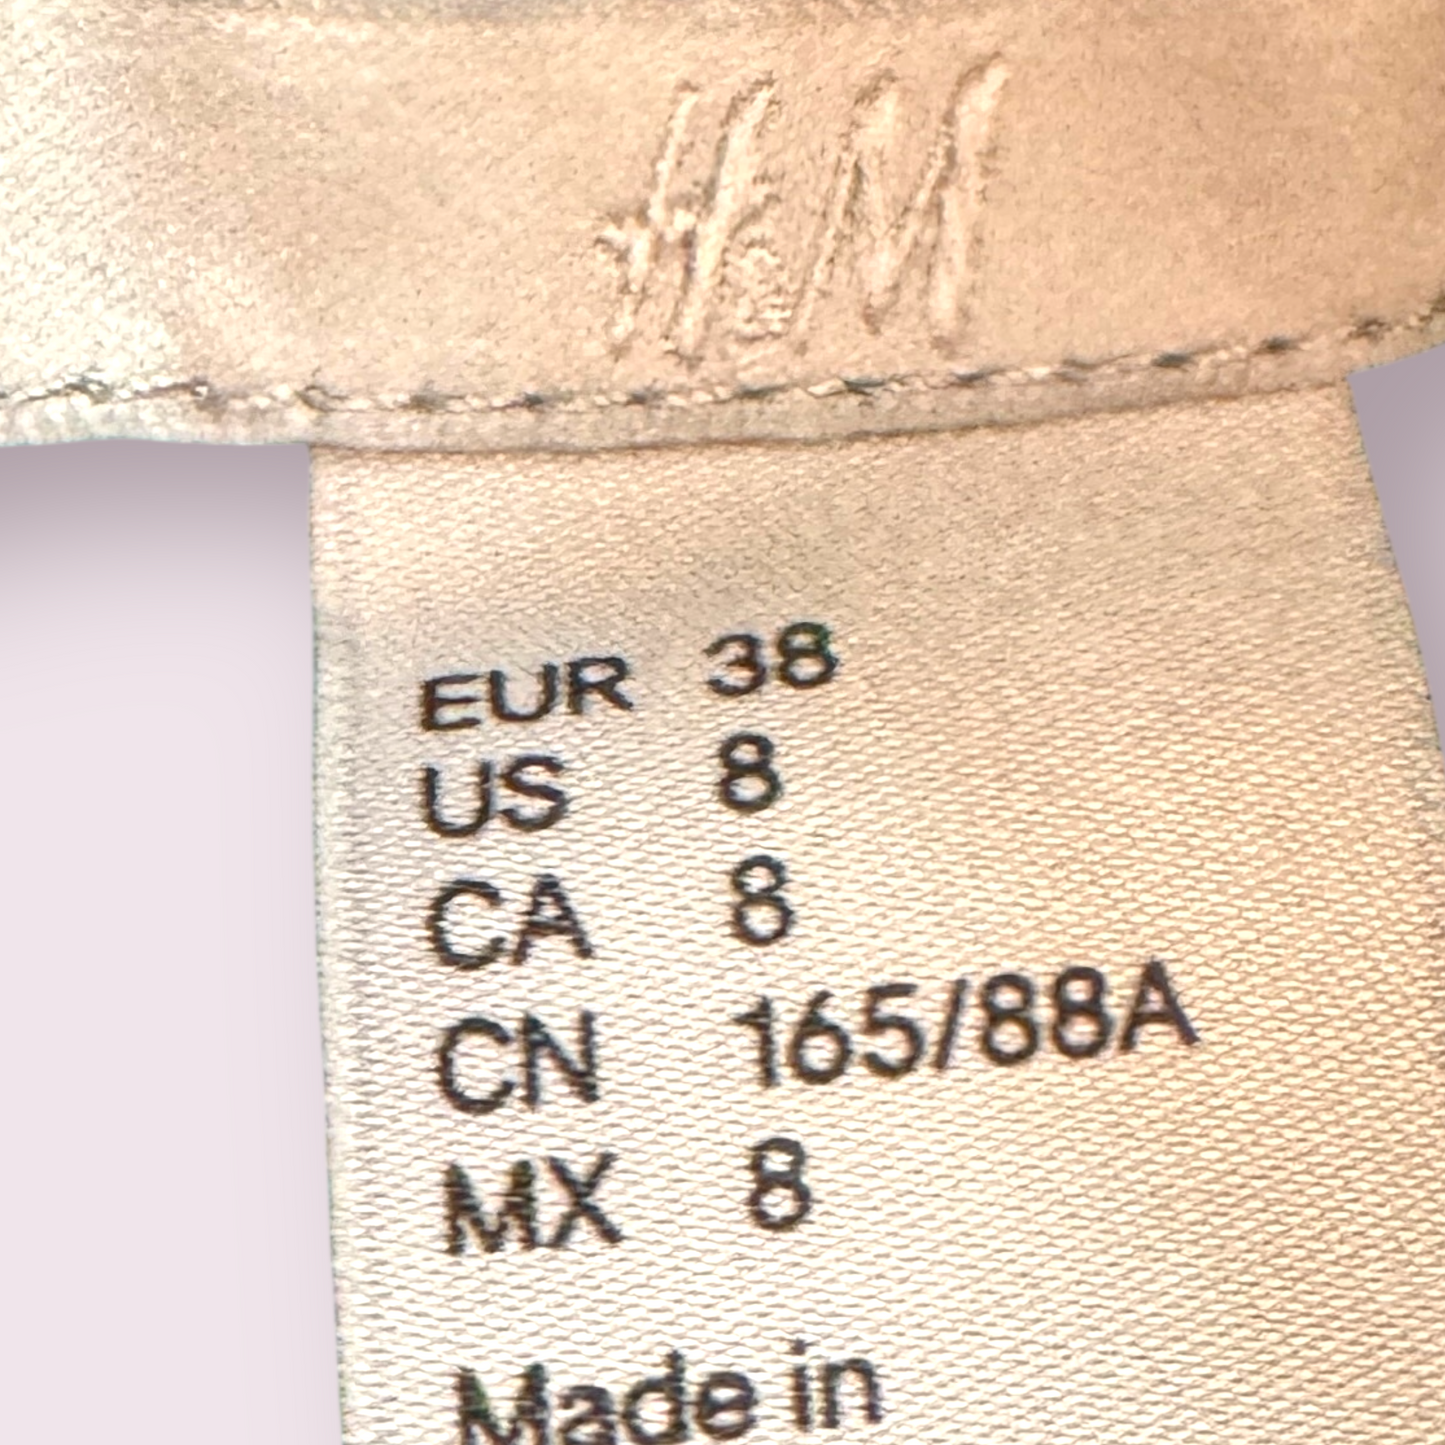 H&M
EUR 38
US 8
CA 8
CN 165/88A
MX 8
Made in